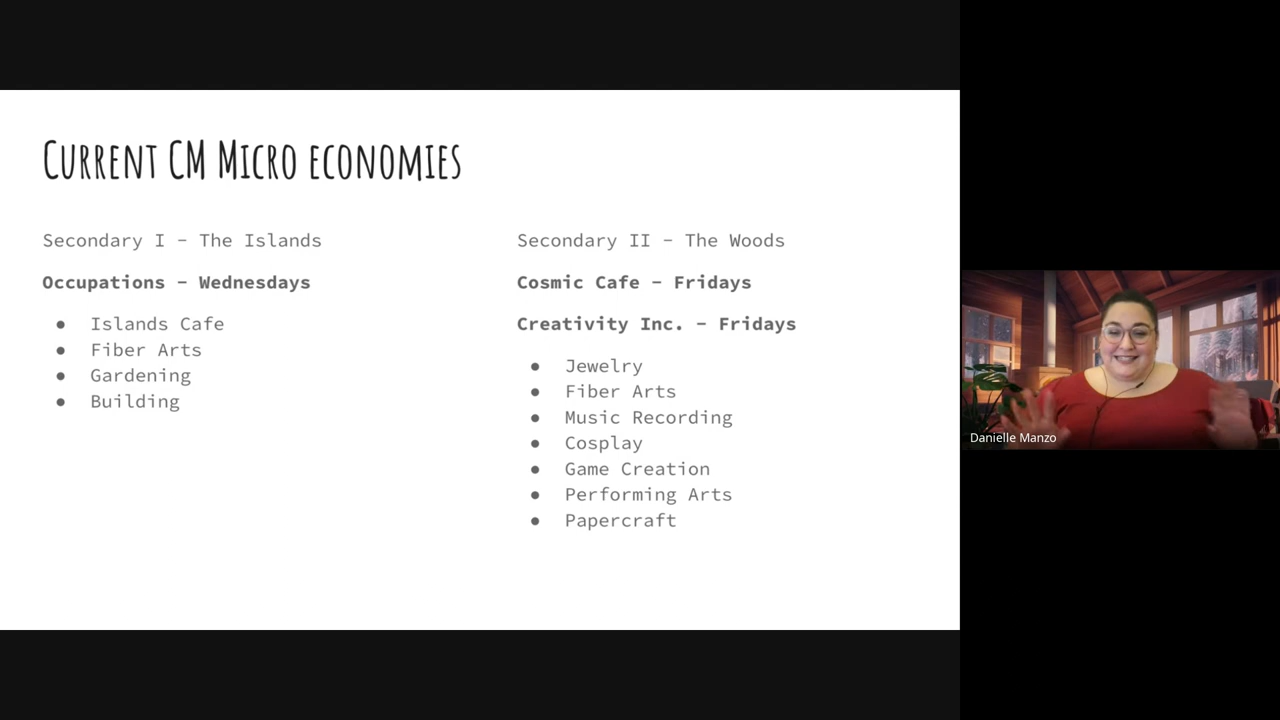 Current CM Micro economies
Secondary I – The Islands
Occupations – Wednesdays
● Islands Cafe
● Fiber Arts
● Gardening
● Building
Secondary II – The Woods
Cosmic Cafe – Fridays
Creativity Inc. – Fridays
● Jewelry
● Fiber Arts
● Music Recording
● Cosplay
● Game Creation
● Performing Arts
● Papercraft
Danielle Manzo